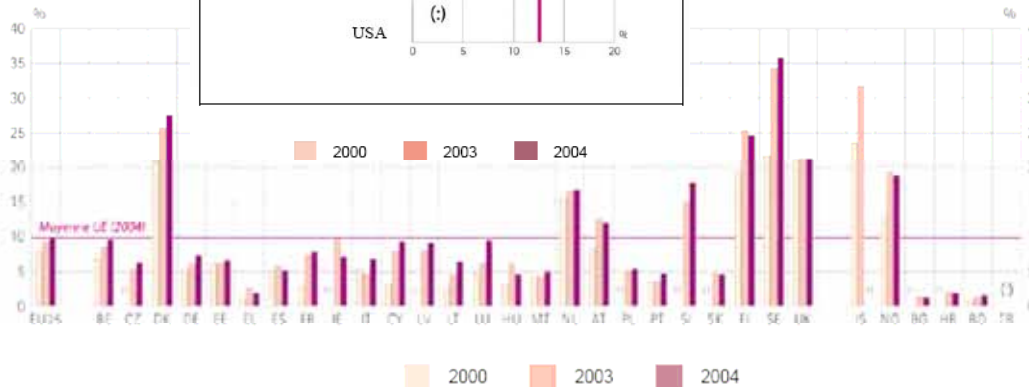 %
40
35
30
25
20
15
10
5
0
(:)
USA
0 5 10 15 20
%
2000 2003 2004
%
Moyenne UE (2004)
(:)
EU25 BE CZ DK DE EE EL ES FR IE IT CY LV LT LU HU MT NL AT PL PT SI SK FI SE UK IS NO BG HR RO TR
2000 2003 2004